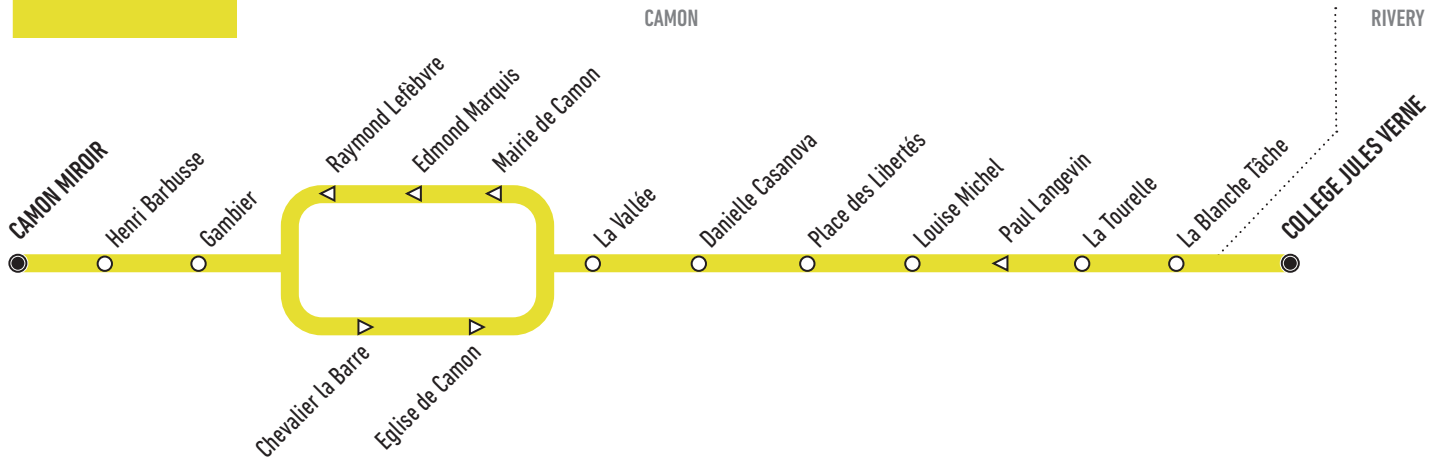 CAMON
RIVERY
CAMON MIROIR
Henri Barbusse
Gambier
Raymond Lefèbvre
Edmond Marquis
Mairie de Camon
Chevalier la Barre
Eglise de Camon
La Vallée
Danielle Casanova
Place des Libertés
Louise Michel
Paul Langevin
La Tourelle
La Blanche Tâche
COLLEGE JULES VERNE